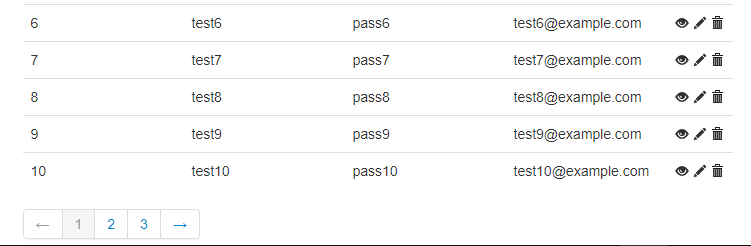 6 test6 pass6 test6@example.com
7 test7 pass7 test7@example.com
8 test8 pass8 test8@example.com
9 test9 pass9 test9@example.com
10 test10 pass10 test10@example.com
← 1 2 3 →